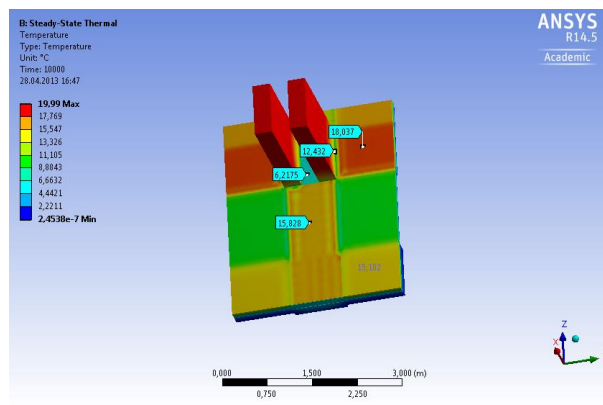 B: Steady-State Thermal
Temperature
Type: Temperature
Unit: °C
Time: 10000
28.04.2013 16:47
19,99 Max
17,769
15,547
13,326
11,105
8,8843
6,6632
4,4421
2,2211
2,4538e-7 Min
ANSYS
R14.5
Academic
18,037
12,432
6,2175
15,828
15,102
0,000 1,500 3,000 (m)
0,750 2,250
Z
X